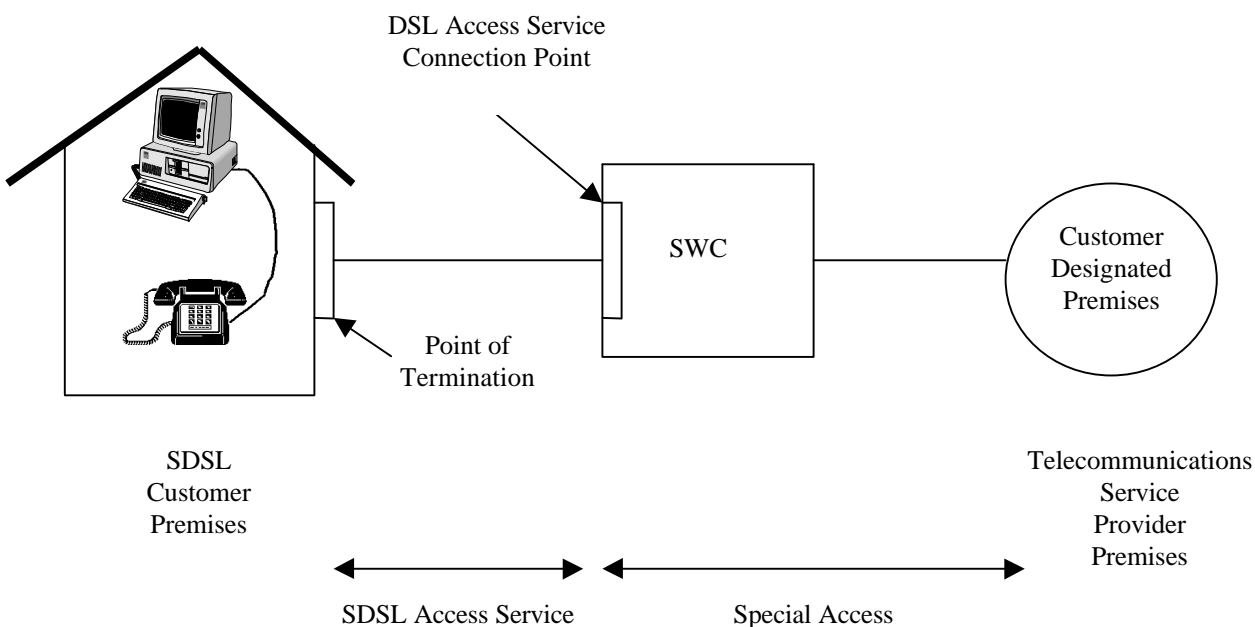 DSL Access Service
Connection Point
SWC
Customer
Designated
Premises
Point of
Termination
SDSL
Customer
Premises
Telecommunications
Service
Provider
Premises
SDSL Access Service
Special Access